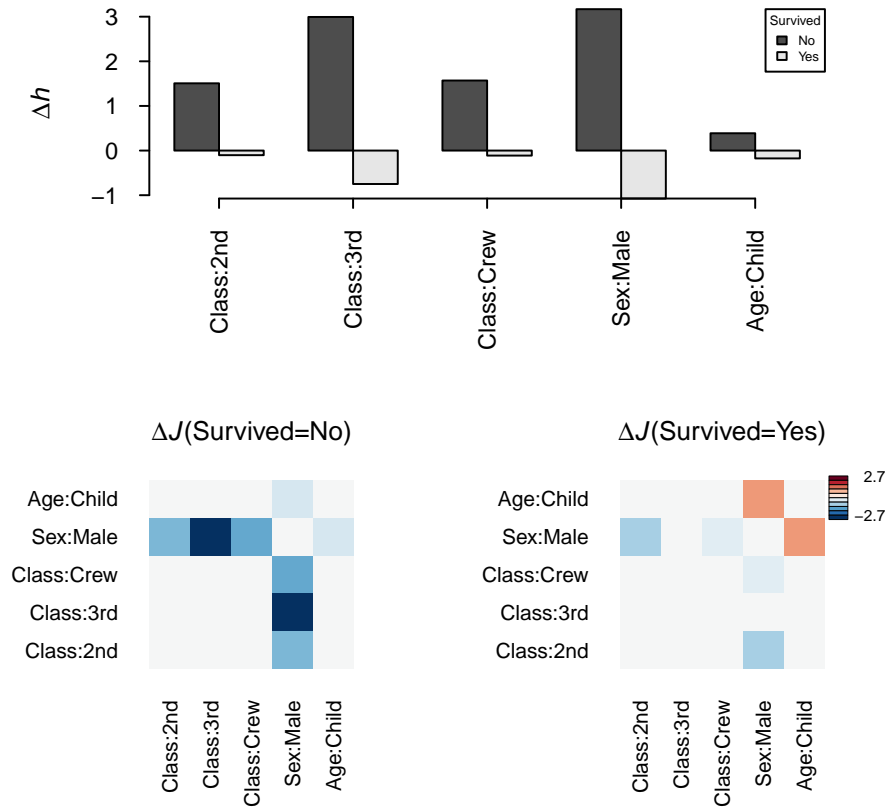 3
2
1
0
−1
Δh
Survived
No
Yes
Class:2nd
Class:3rd
Class:Crew
Sex:Male
Age:Child
ΔJ(Survived=No)
Age:Child
Sex:Male
Class:Crew
Class:3rd
Class:2nd
Class:2nd
Class:3rd
Class:Crew
Sex:Male
Age:Child
ΔJ(Survived=Yes)
2.7
−2.7
Age:Child
Sex:Male
Class:Crew
Class:3rd
Class:2nd
Class:2nd
Class:3rd
Class:Crew
Sex:Male
Age:Child